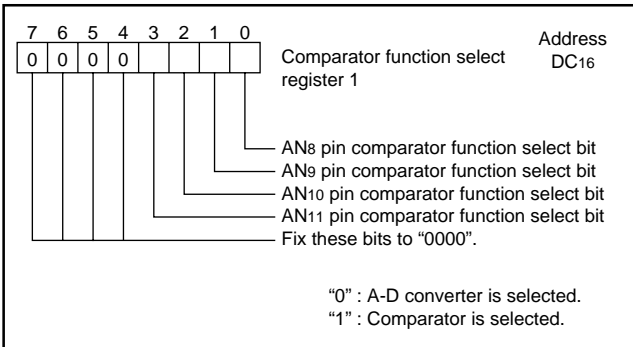 7 6 5 4 3 2 1 0
0 0 0 0
Comparator function select
register 1
Address
DC16
AN8 pin comparator function select bit
AN9 pin comparator function select bit
AN10 pin comparator function select bit
AN11 pin comparator function select bit
Fix these bits to “0000”.
“0” : A-D converter is selected.
“1” : Comparator is selected.